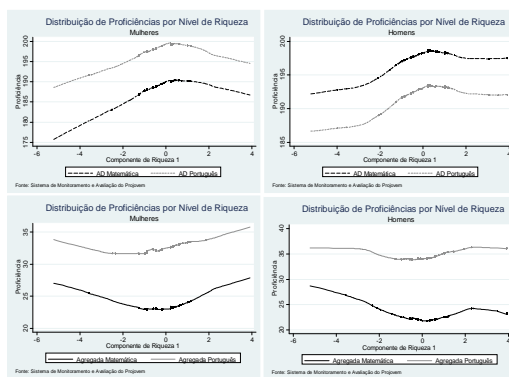 Distribuição de Proficiências por Nível de Riqueza
Mulheres
Proficiência
200
195
190
185
180
175
-6 -4 -2 0 2 4
Componente de Riqueza 1
AD Matemática AD Português
Fonte: Sistema de Monitoramento e Avaliação do Projovem
Distribuição de Proficiências por Nível de Riqueza
Homens
Proficiência
200
195
190
185
-6 -4 -2 0 2 4
Componente de Riqueza 1
AD Matemática AD Português
Fonte: Sistema de Monitoramento e Avaliação do Projovem
Distribuição de Proficiências por Nível de Riqueza
Mulheres
Proficiência
35
30
25
20
-6 -4 -2 0 2 4
Componente de Riqueza 1
Agregada Matemática Agregada Português
Fonte: Sistema de Monitoramento e Avaliação do Projovem
Distribuição de Proficiências por Nível de Riqueza
Homens
Proficiência
40
35
30
25
20
-6 -4 -2 0 2 4
Componente de Riqueza 1
Agregada Matemática Agregada Português
Fonte: Sistema de Monitoramento e Avaliação do Projovem